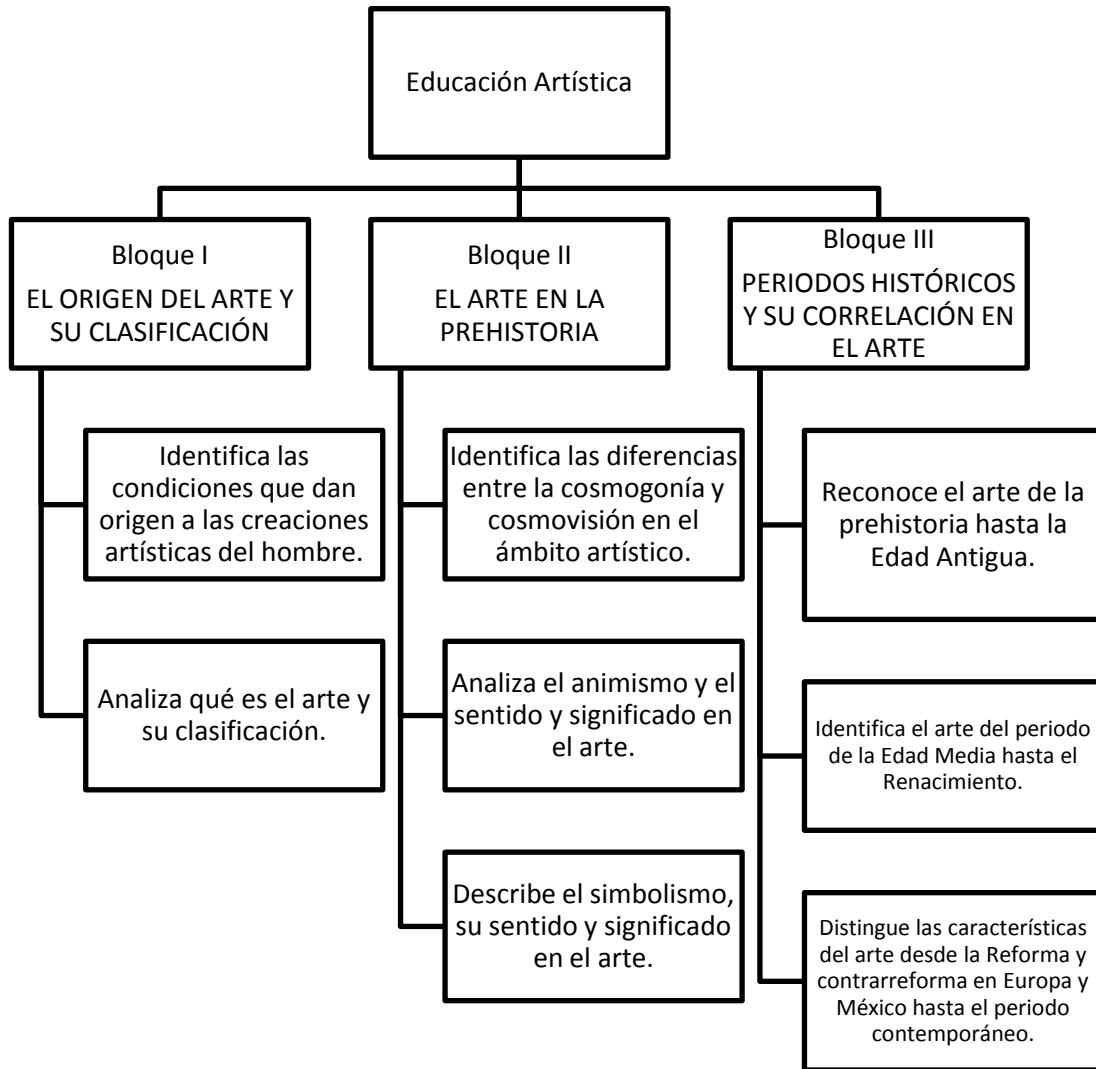 Educación Artística
Bloque I
EL ORIGEN DEL ARTE Y
SU CLASIFICACIÓN
Identifica las
condiciones que dan
origen a las creaciones
artísticas del hombre.
Analiza qué es el arte y
su clasificación.
Bloque II
EL ARTE EN LA
PREHISTORIA
Identifica las diferencias
entre la cosmogonía y
cosmovisión en el
ámbito artístico.
Analiza el animismo y el
sentido y significado en
el arte.
Describe el simbolismo,
su sentido y significado
en el arte.
Bloque III
PERIODOS HISTÓRICOS
Y SU CORRELACIÓN EN
EL ARTE
Reconoce el arte de la
prehistoria hasta la
Edad Antigua.
Identifica el arte del periodo
de la Edad Media hasta el
Renacimiento.
Distingue las características
del arte desde la Reforma y
contrarreforma en Europa y
México hasta el periodo
contemporáneo.